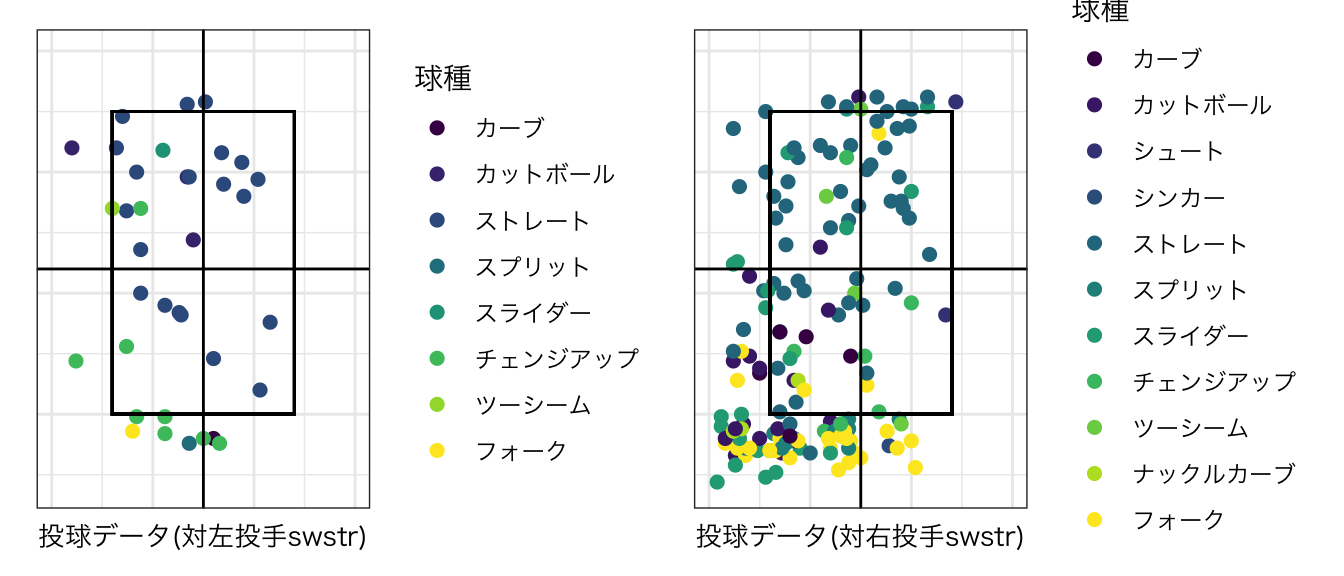 球種
カーブ
カットボール
ストレート
スプリット
スライダー
チェンジアップ
ツーシーム
フォーク
投球データ(対左投手swstr)
球種
カーブ
カットボール
シュート
シンカー
ストレート
スプリット
スライダー
チェンジアップ
ツーシーム
ナックルカーブ
フォーク
投球データ(対右投手swstr)